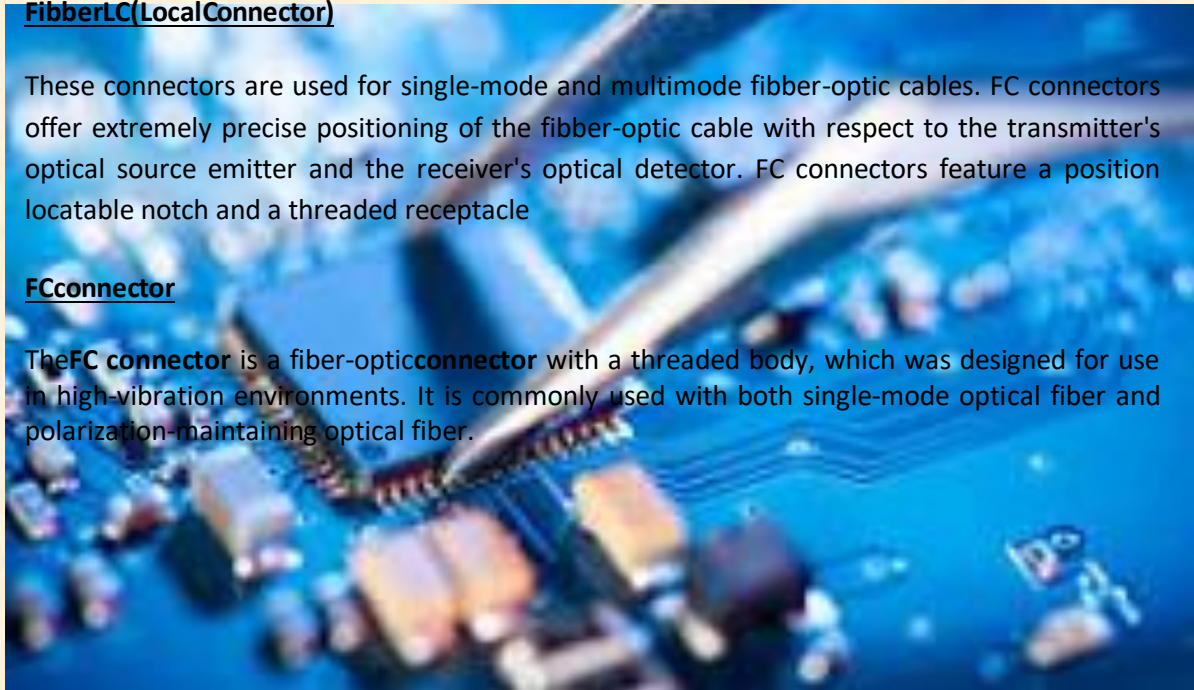 FibberLC(LocalConnector)
These connectors are used for single-mode and multimode fibber-optic cables. FC connectors
offer extremely precise positioning of the fibber-optic cable with respect to the transmitter's
optical source emitter and the receiver's optical detector. FC connectors feature a position
locatable notch and a threaded receptacle
FCconnector
TheFC connector is a fiber-opticconnector with a threaded body, which was designed for use
in high-vibration environments. It is commonly used with both single-mode optical fiber and
polarization-maintaining optical fiber.